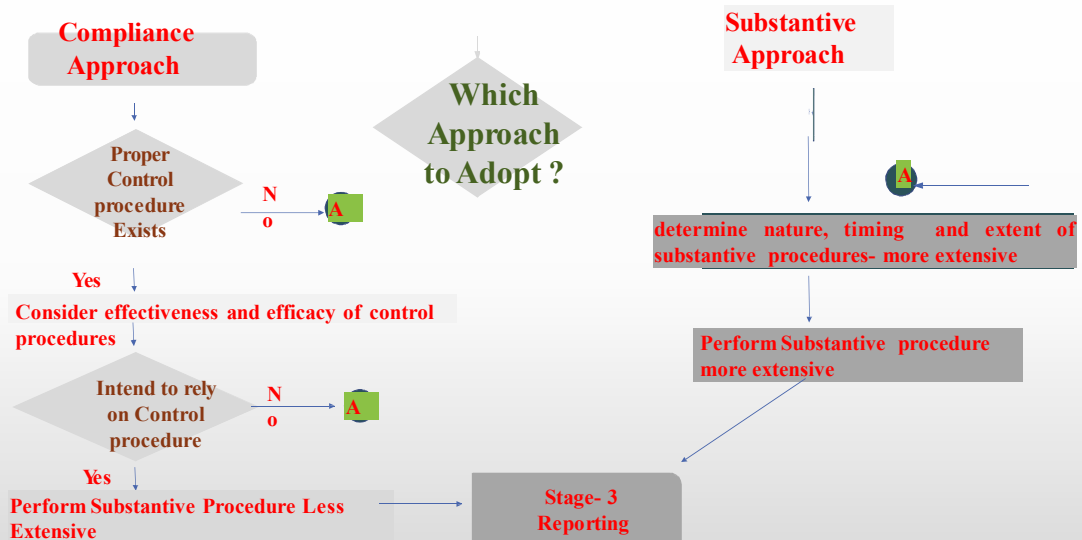 Compliance
Approach
Proper
Control
procedure
Exists
N
o
A
Yes
Consider effectiveness and efficacy of control
procedures
Intend to rely
on Control
procedure
N
o
A
Yes
Perform Substantive Procedure Less
Extensive
Which
Approach
to Adopt ?
Substantive
Approach
A
determine nature, timing and extent of
substantive procedures- more extensive
Perform Substantive procedure
more extensive
Stage- 3
Reporting